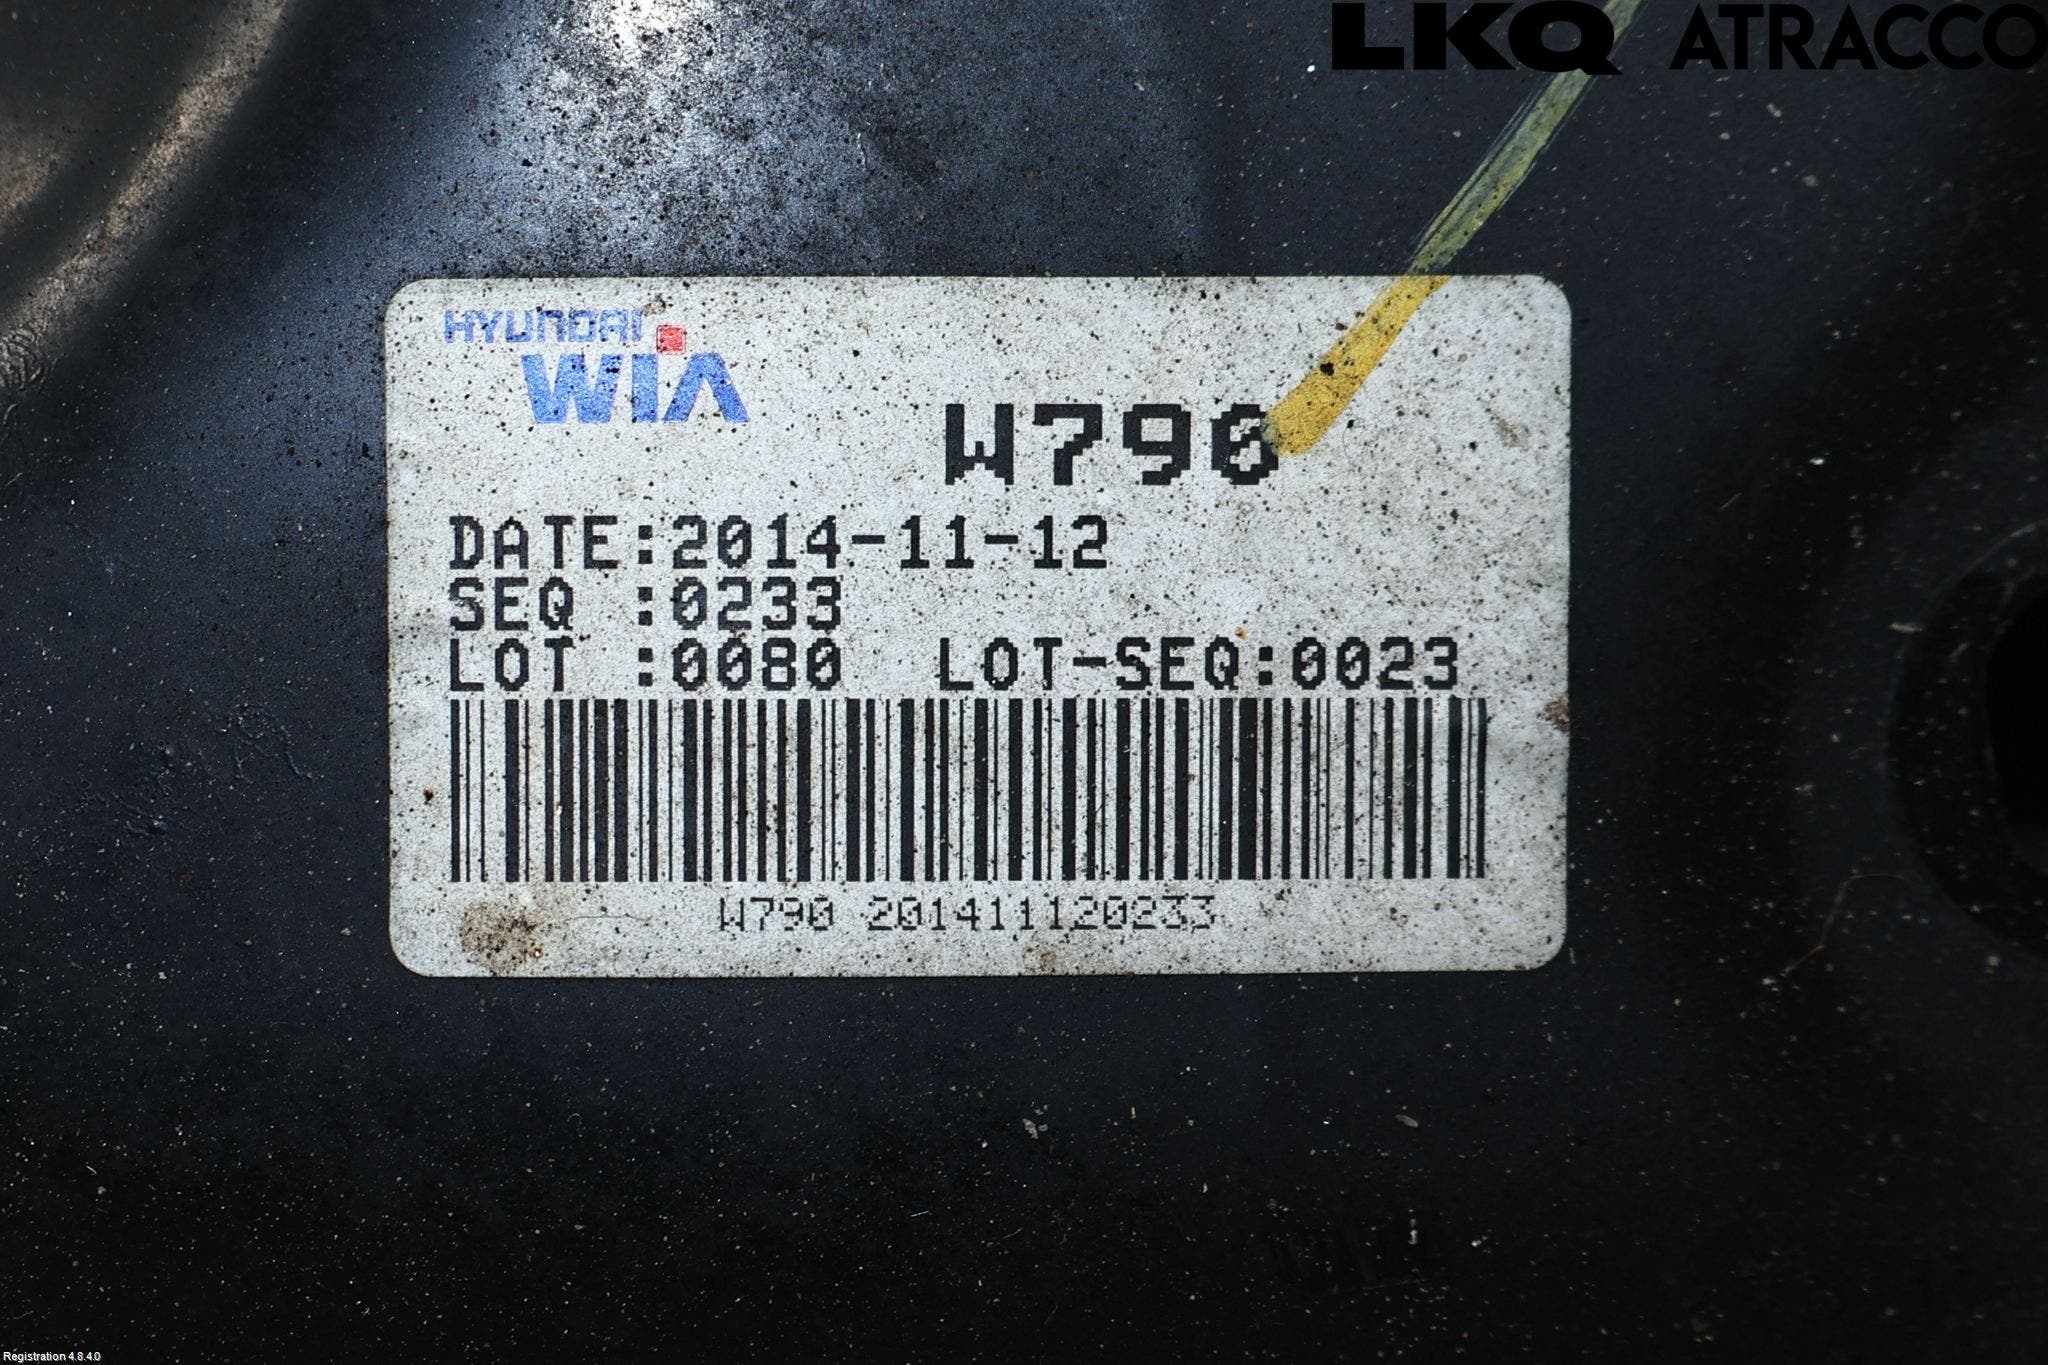 LKQ ATRACCO
HYUNDAI
WIA
W790
DATE:2014-11-12
SEQ :0233
LOT :0080 LOT-SEQ:0023
W790 201411120233
Registration 4.8.4.0